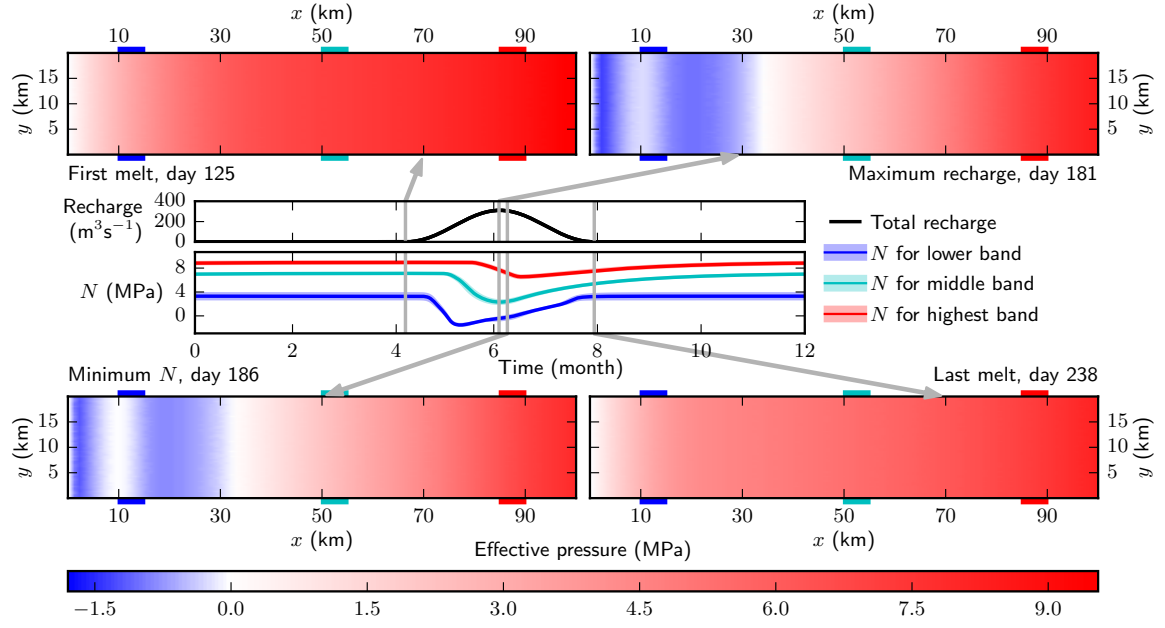 x (km)
x (km)
10 30 50 70 90
10 30 50 70 90
y (km)
15
10
5
15
10
5
y (km)
First melt, day 125
Maximum recharge, day 181
Recharge
(m³s⁻¹)
400
200
0
Total recharge
N for lower band
N for middle band
N for highest band
N (MPa)
8
4
0
0 2 4 6 8 10 12
Time (month)
Minimum N, day 186
Last melt, day 238
y (km)
15
10
5
15
10
5
y (km)
10 30 50 70 90
10 30 50 70 90
x (km)
x (km)
Effective pressure (MPa)
−1.5 0.0 1.5 3.0 4.5 6.0 7.5 9.0